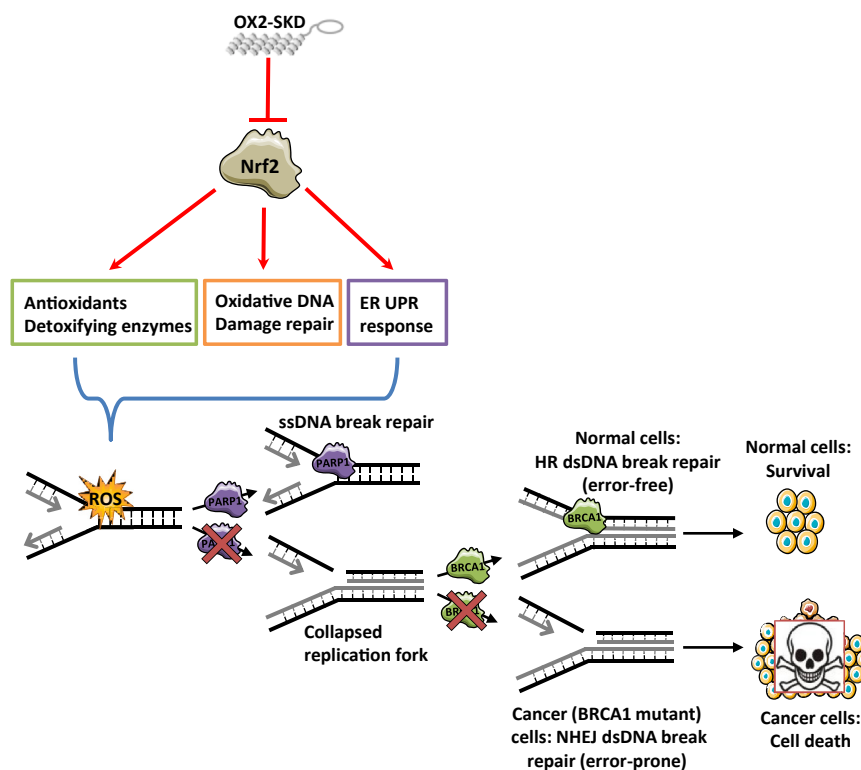 OX2-SKD
Nrf2
Antioxidants
Detoxifying enzymes
Oxidative DNA
Damage repair
ER UPR
response
ssDNA break repair
PARP1
ROS
PARP1
PARP1
Collapsed
replication fork
Normal cells:
HR dsDNA break repair
(error-free)
BRCA1
BRCA1
BRCA1
Normal cells:
Survival
Cancer (BRCA1 mutant)
cells: NHEJ dsDNA break
repair (error-prone)
Cancer cells:
Cell death